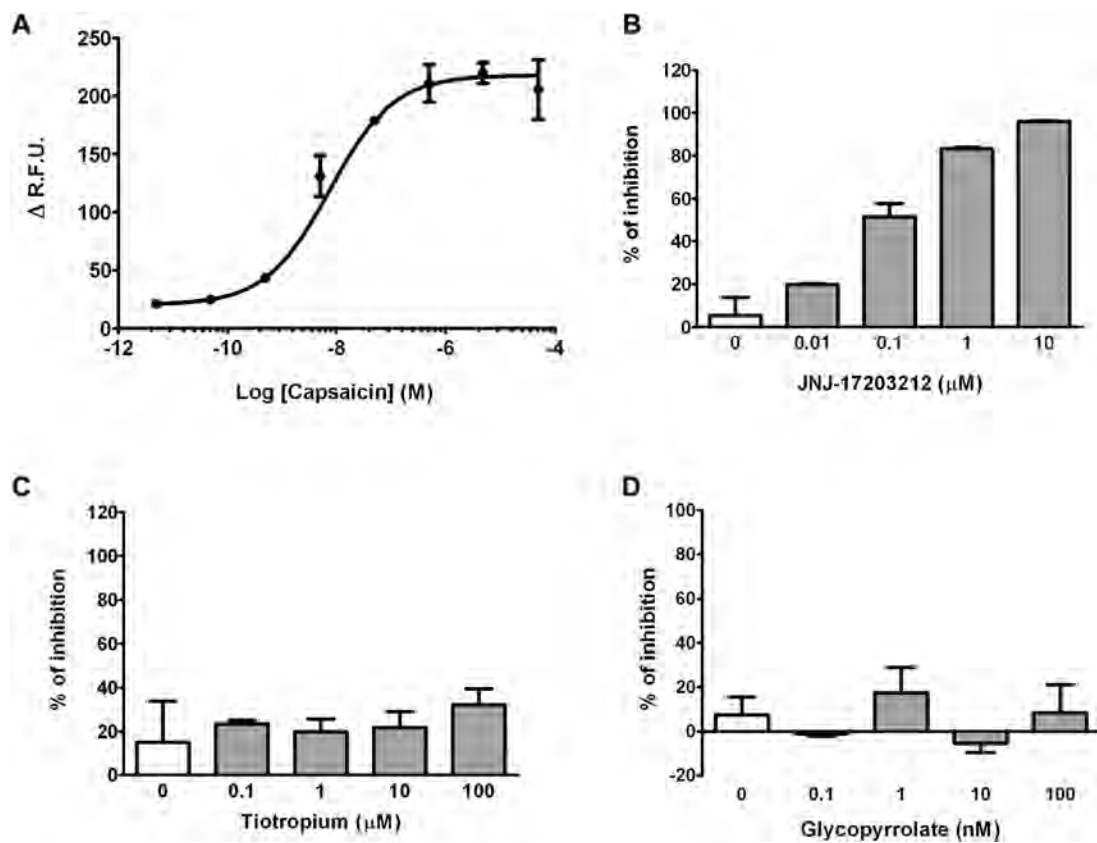 A
250
200
150
100
50
0
Δ R.F.U.
-12 -10 -8 -6 -4
Log [Capsaicin] (M)
B
120
100
80
60
40
20
0
% of inhibition
0 0.01 0.1 1 10
JNJ-17203212 (μM)
C
120
100
80
60
40
20
0
% of inhibition
0 0.1 1 10 100
Tiotropium (μM)
D
100
80
60
40
20
0
-20
% of inhibition
0 0.1 1 10 100
Glycopyrrolate (nM)